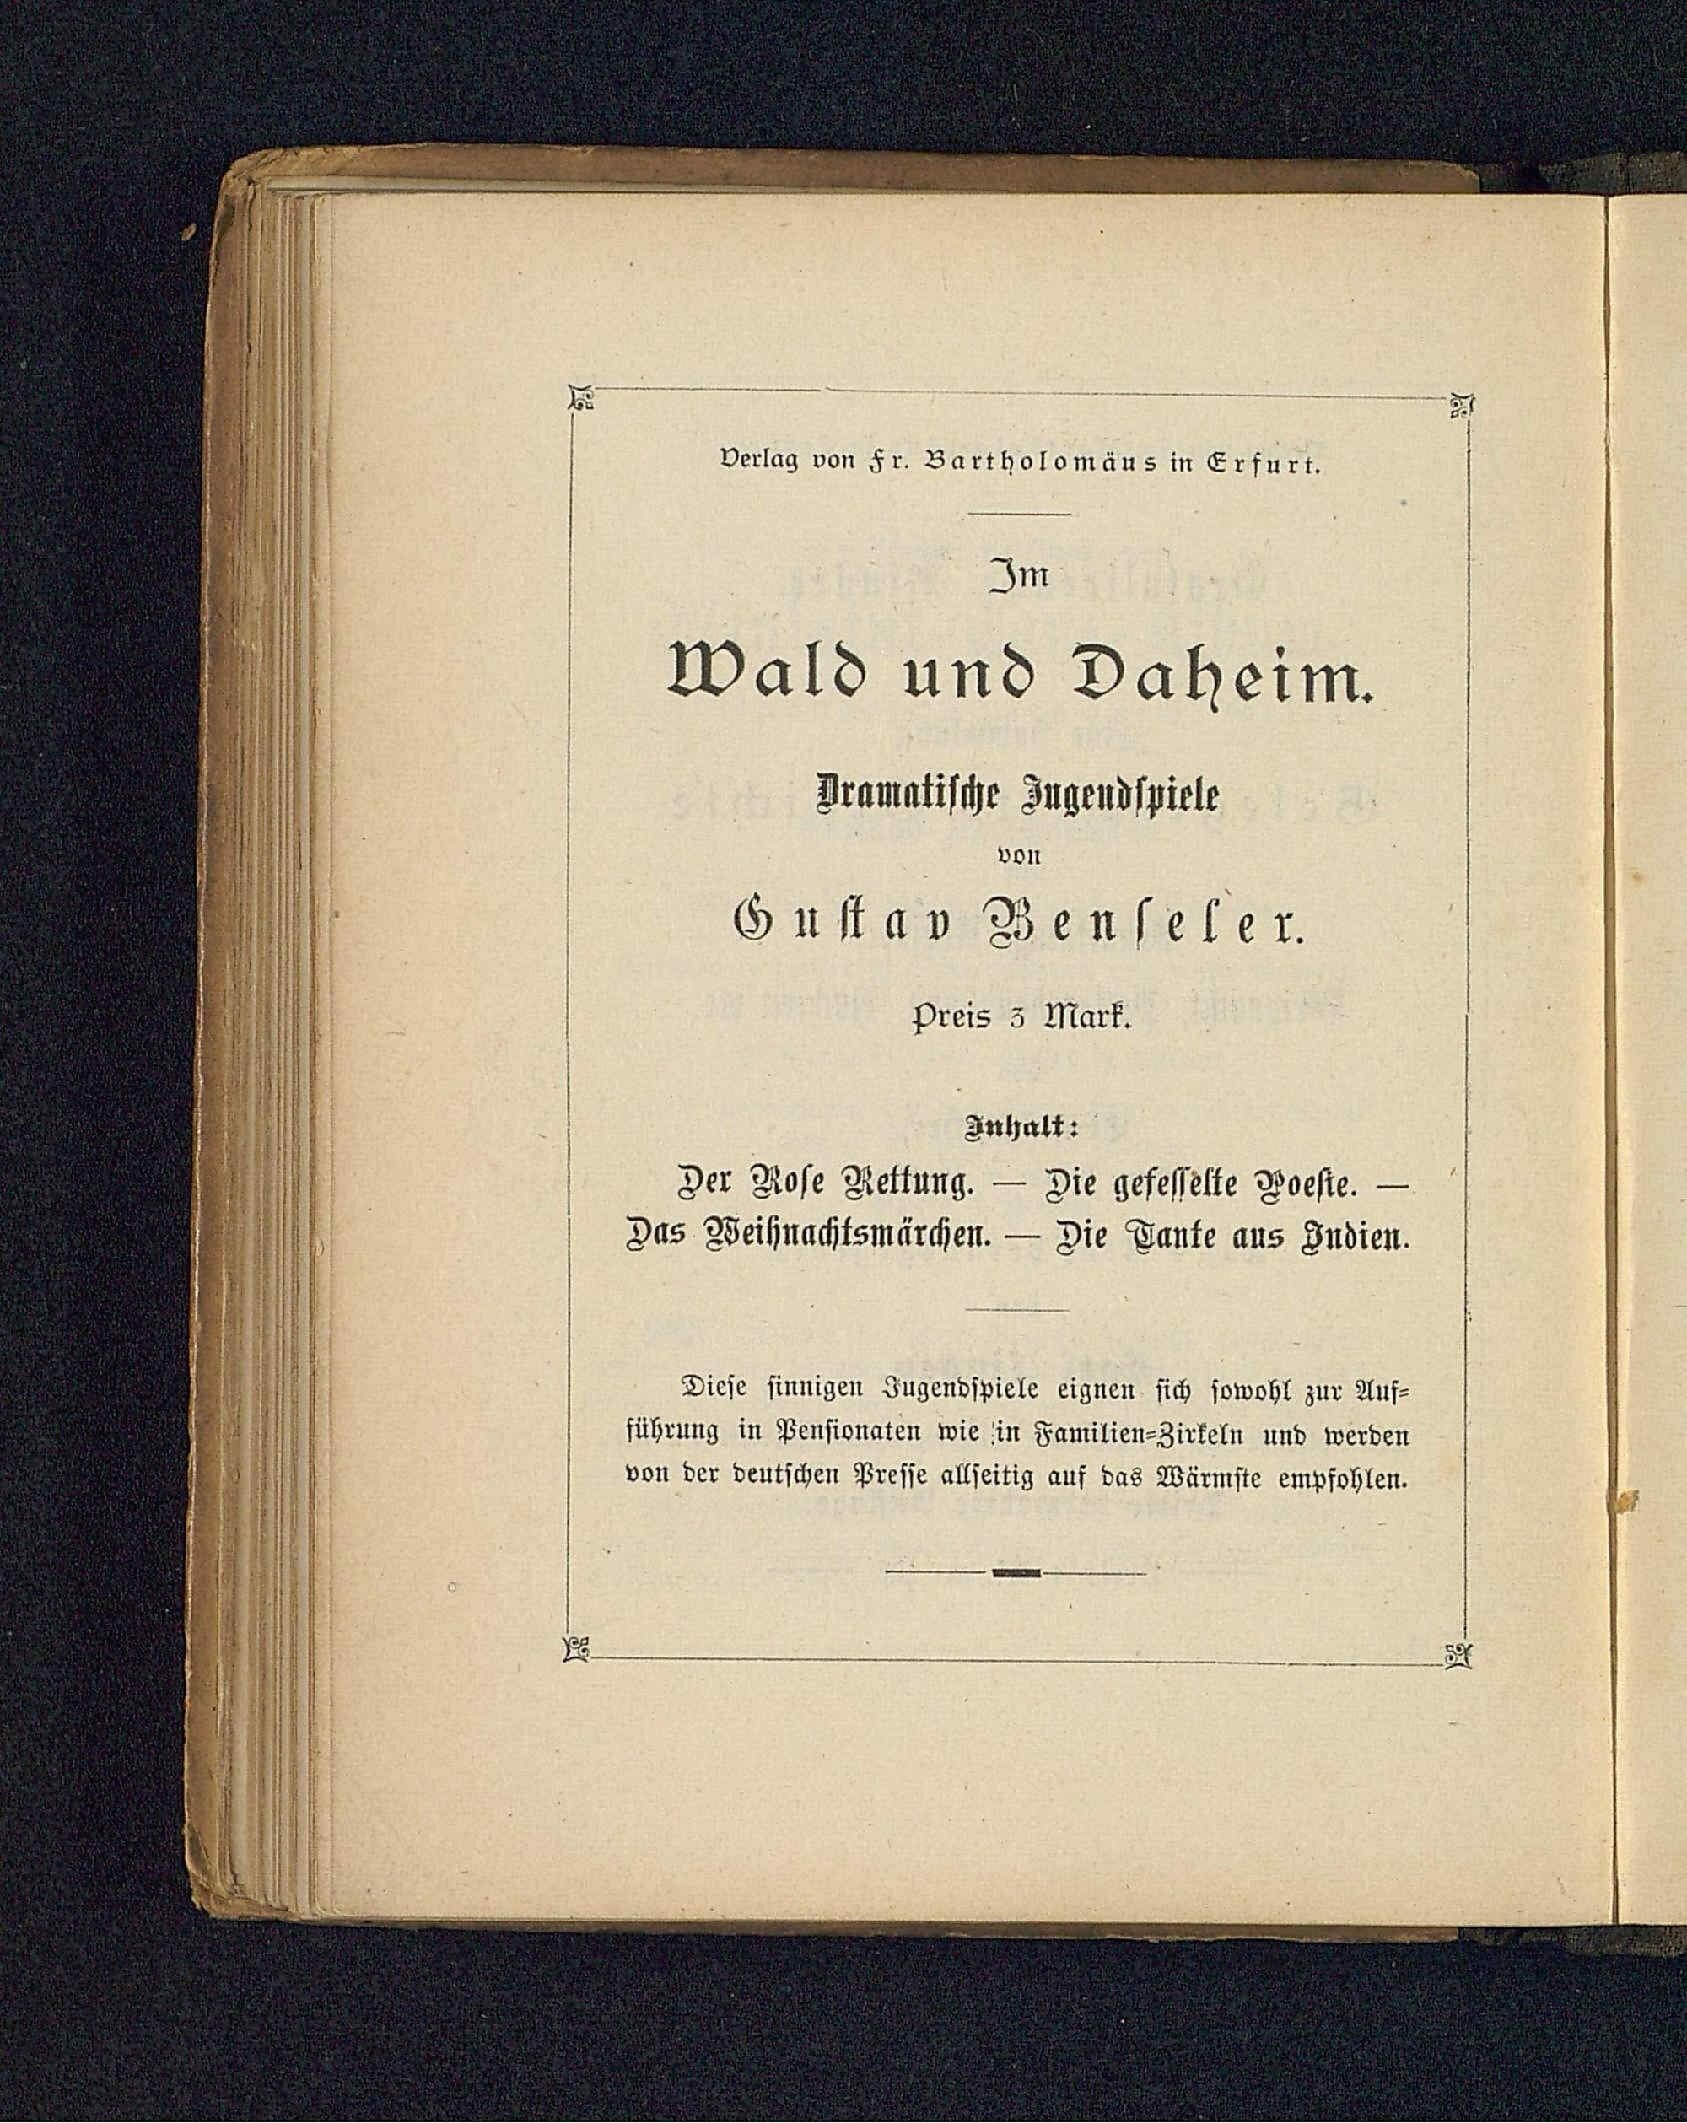 Verlag von Fr. Bartholomäus in Erfurt.
Im
Wald und Daheim.
Dramatische Jugendspiele
von
Gustav Benseler.
Preis 3 Mark.
Inhalt:
Der Rose Rettung. — Die gefesselte Poesie. —
Das Weihnachtsmärchen. — Die Tante aus Indien.
Diese sinnigen Jugendspiele eignen sich sowohl zur Auf-
führung in Pensionaten wie in Familien-Zirkeln und werden
von der deutschen Presse allseitig auf das Wärmste empfohlen.